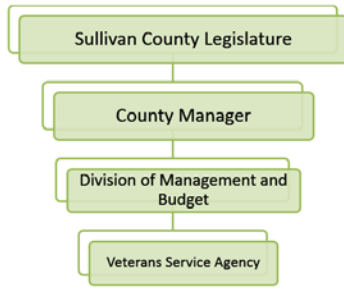 Sullivan County Legislature
County Manager
Division of Management and
Budget
Veterans Service Agency